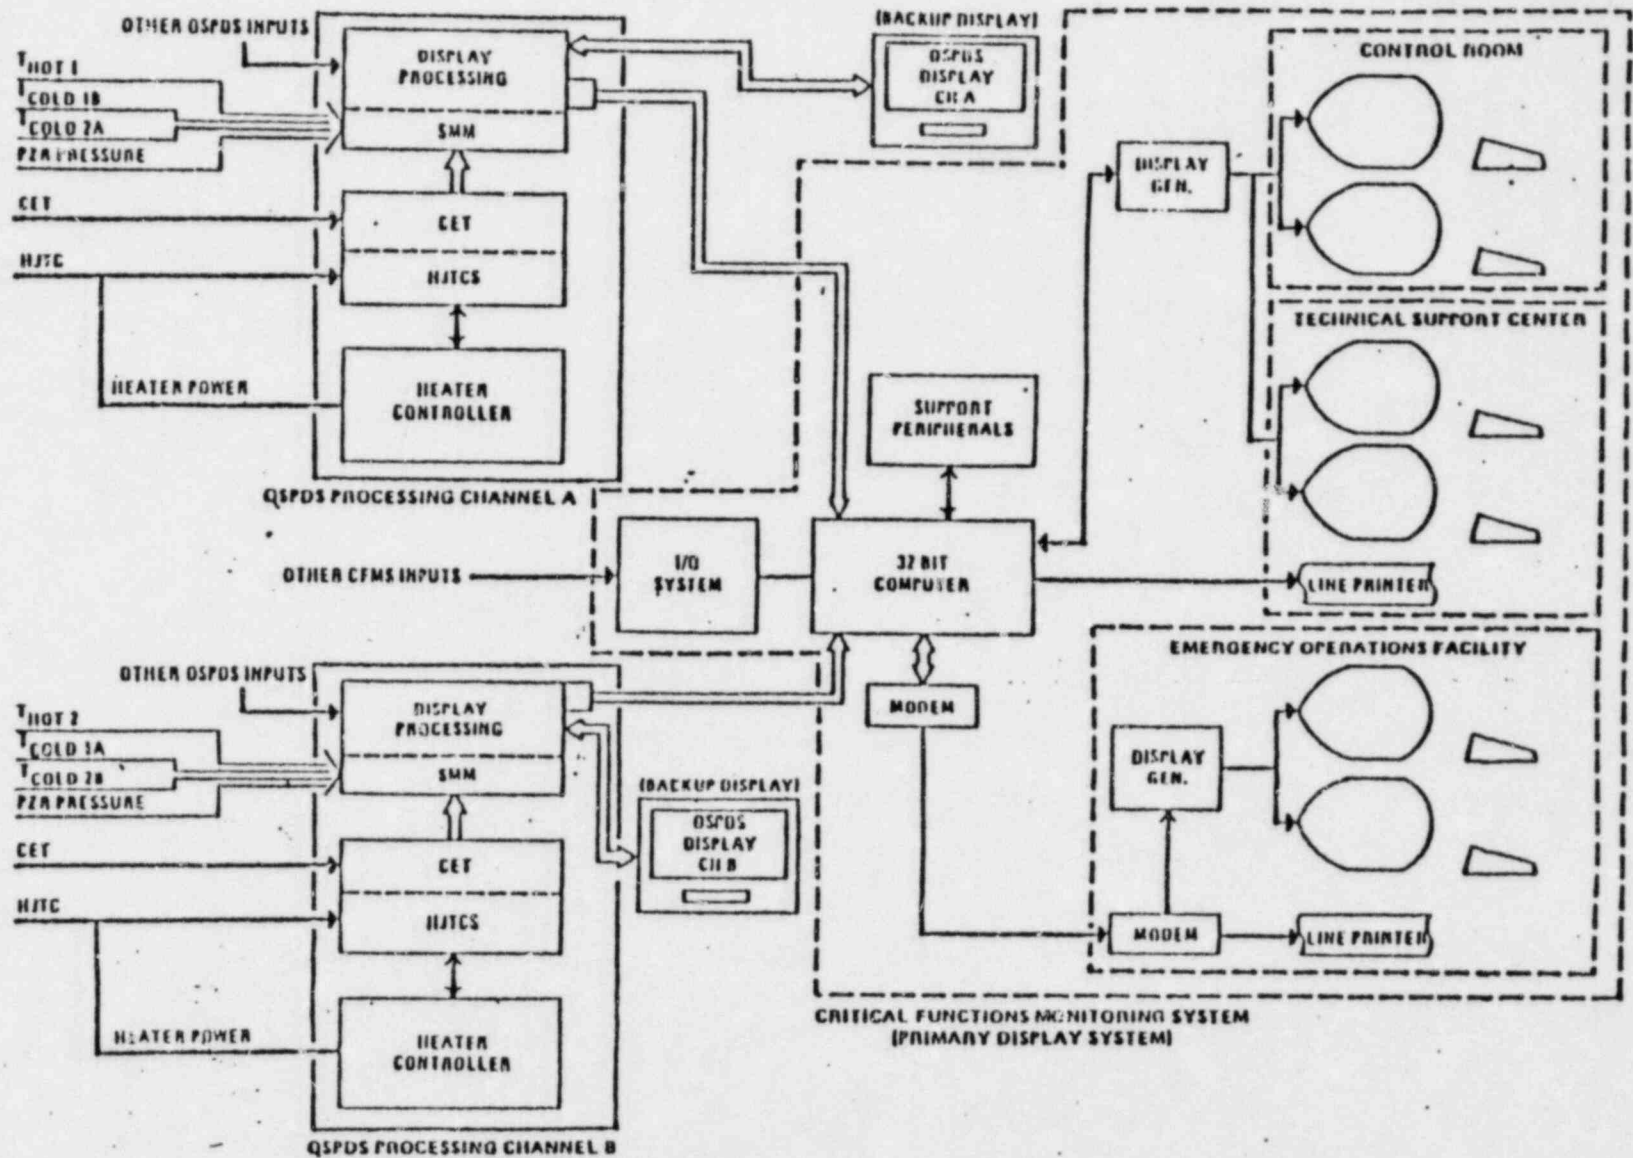 OTHER QSPDS INPUTS
T HOT 1
T COLD 1B
T COLD 2A
PZR PRESSURE
CET
HJTC
HEATER POWER
DISPLAY
PROCESSING
SMM
CET
HJTCS
HEATER
CONTROLLER
QSPDS PROCESSING CHANNEL A
(BACKUP DISPLAY)
QSPDS
DISPLAY
CH A
CONTROL ROOM
DISPLAY
GEN.
TECHNICAL SUPPORT CENTER
LINE PRINTER
SUPPORT
PERIPHERALS
OTHER CFMS INPUTS
I/O
SYSTEM
32 BIT
COMPUTER
MODEM
EMERGENCY OPERATIONS FACILITY
DISPLAY
GEN.
MODEM
LINE PRINTER
CRITICAL FUNCTIONS MONITORING SYSTEM
(PRIMARY DISPLAY SYSTEM)
OTHER QSPDS INPUTS
T HOT 2
T COLD 1A
T COLD 2B
PZR PRESSURE
CET
HJTC
HEATER POWER
DISPLAY
PROCESSING
SMM
CET
HJTCS
HEATER
CONTROLLER
(BACKUP DISPLAY)
QSPDS
DISPLAY
CH B
QSPDS PROCESSING CHANNEL B